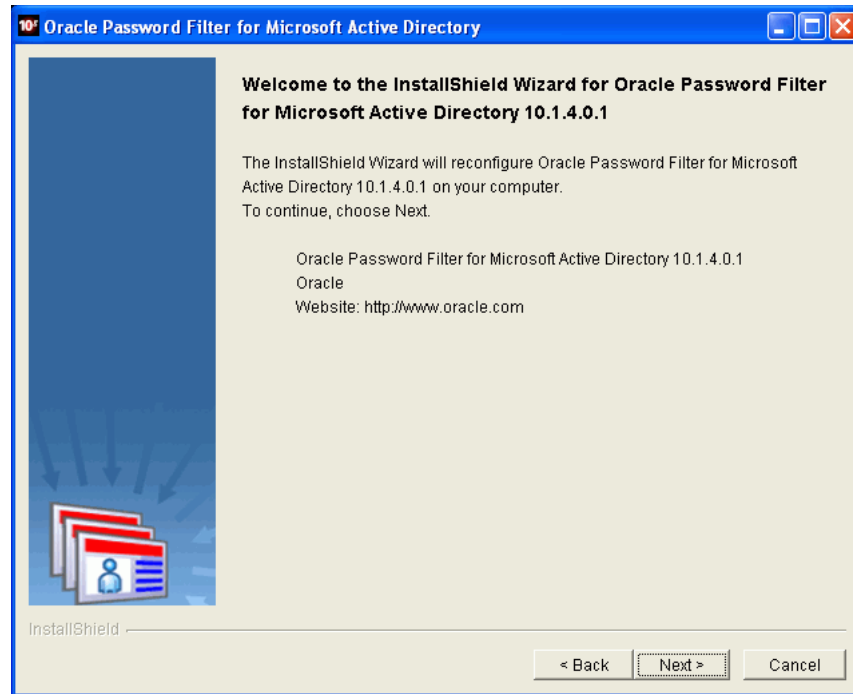 10g Oracle Password Filter for Microsoft Active Directory
Welcome to the InstallShield Wizard for Oracle Password Filter
for Microsoft Active Directory 10.1.4.0.1
The InstallShield Wizard will reconfigure Oracle Password Filter for Microsoft
Active Directory 10.1.4.0.1 on your computer.
To continue, choose Next.
Oracle Password Filter for Microsoft Active Directory 10.1.4.0.1
Oracle
Website: http://www.oracle.com
InstallShield
< Back Next > Cancel